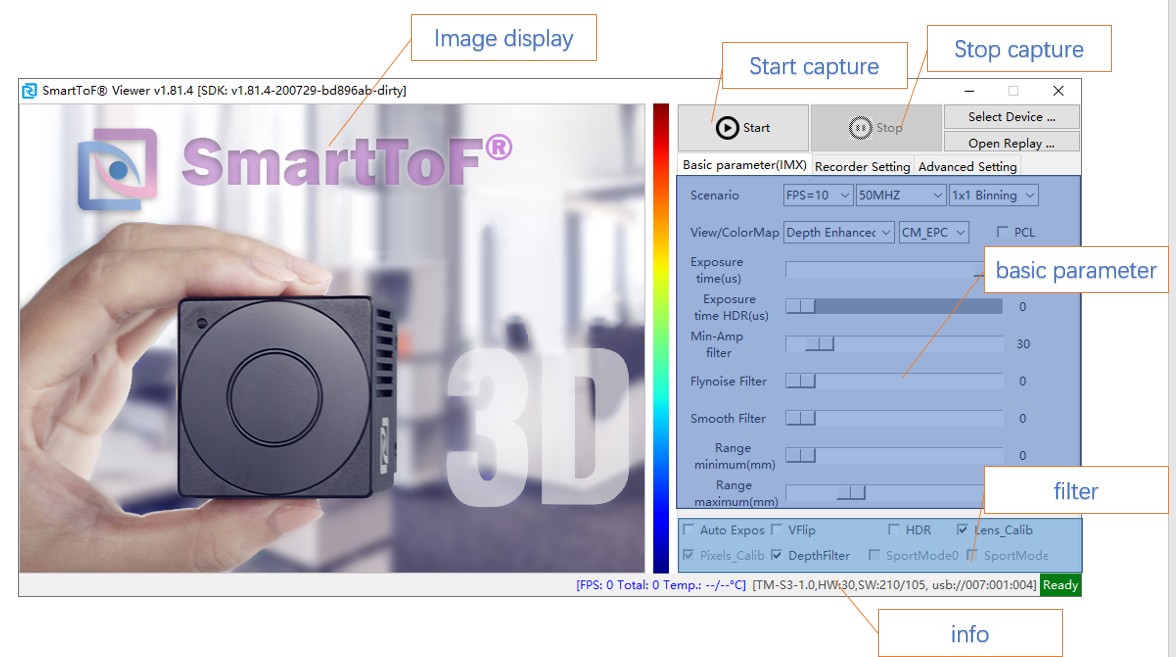 Image display
Start capture
Stop capture
SmartToF® Viewer v1.81.4 [SDK: v1.81.4-200729-bd896ab-dirty]
SmartToF®
3D
Start
Stop
Select Device ...
Open Replay ...
Basic parameter(IMX) Recorder Setting Advanced Setting
Scenario FPS=10 50MHZ 1x1 Binning
View/ColorMap Depth Enhanced CM_EPC PCL
Exposure
time(us)
basic parameter
Exposure
time HDR(us) 0
Min-Amp
filter 30
Flynoise Filter 0
Smooth Filter 0
Range
minimum(mm) 0
Range
maximum(mm)
filter
Auto Expos VFlip HDR Lens_Calib
Pixels_Calib DepthFilter SportMode0 SportMode
[FPS: 0 Total: 0 Temp.: --/--°C] [TM-S3-1.0,HW:30,SW:210/105, usb://007:001:004] Ready
info